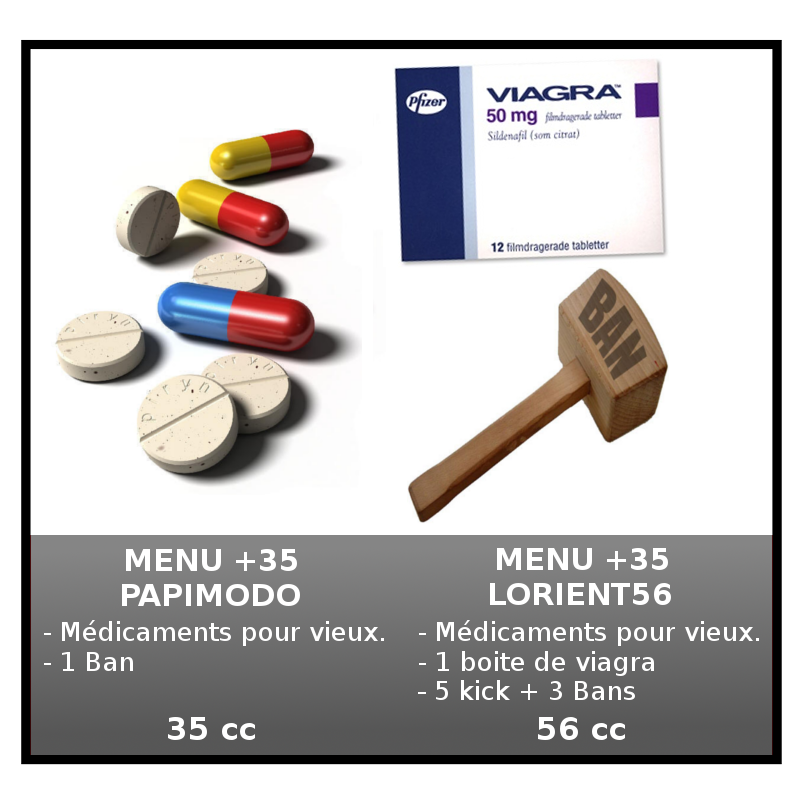 Pfizer
VIAGRA™
50 mg filmdragerade tabletter
Sildenafil (som citrat)
12 filmdragerade tabletter
BAN
MENU +35
PAPIMODO
- Médicaments pour vieux.
- 1 Ban
35 cc
MENU +35
LORIENT56
- Médicaments pour vieux.
- 1 boite de viagra
- 5 kick + 3 Bans
56 cc